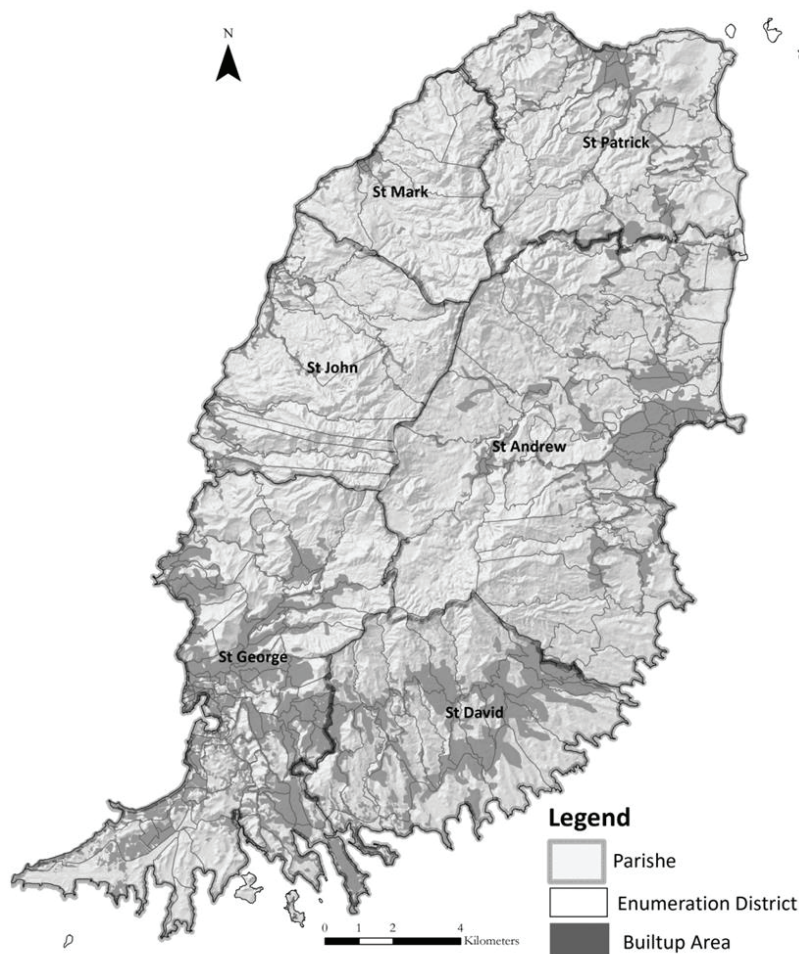 N
St Patrick
St Mark
St John
St Andrew
St George
St David
Legend
Parishe
Enumeration District
Builtup Area
0 1 2 4
Kilometers